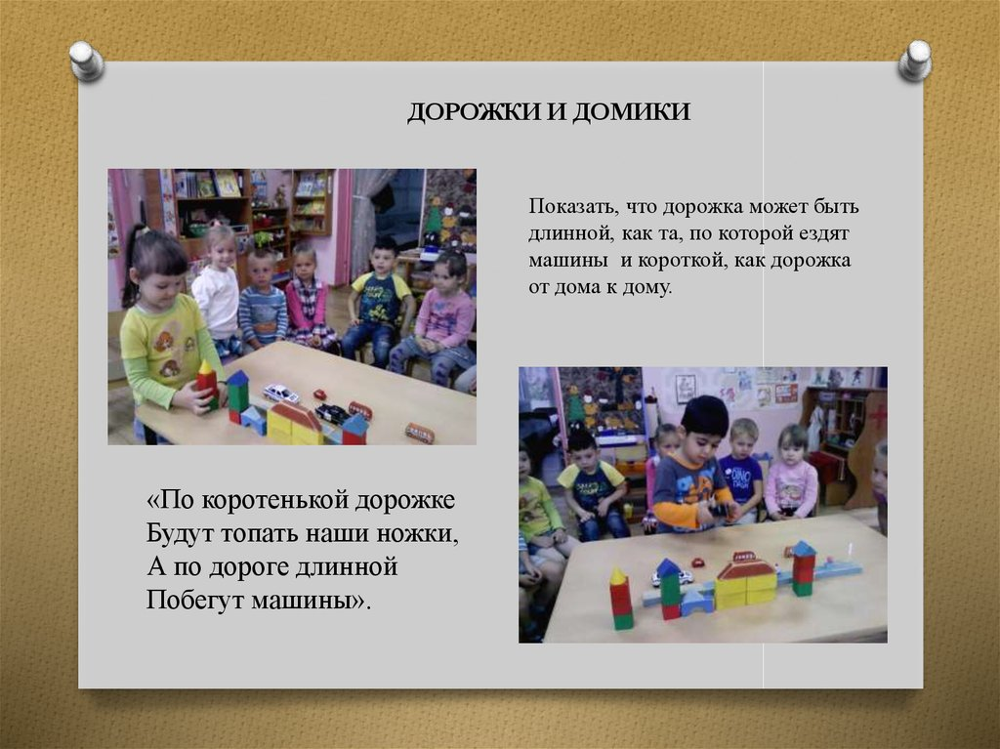 ДОРОЖКИ И ДОМИКИ
Показать, что дорожка может быть
длинной, как та, по которой ездят
машины и короткой, как дорожка
от дома к дому.
«По коротенькой дорожке
Будут топать наши ножки,
А по дороге длинной
Побегут машины».